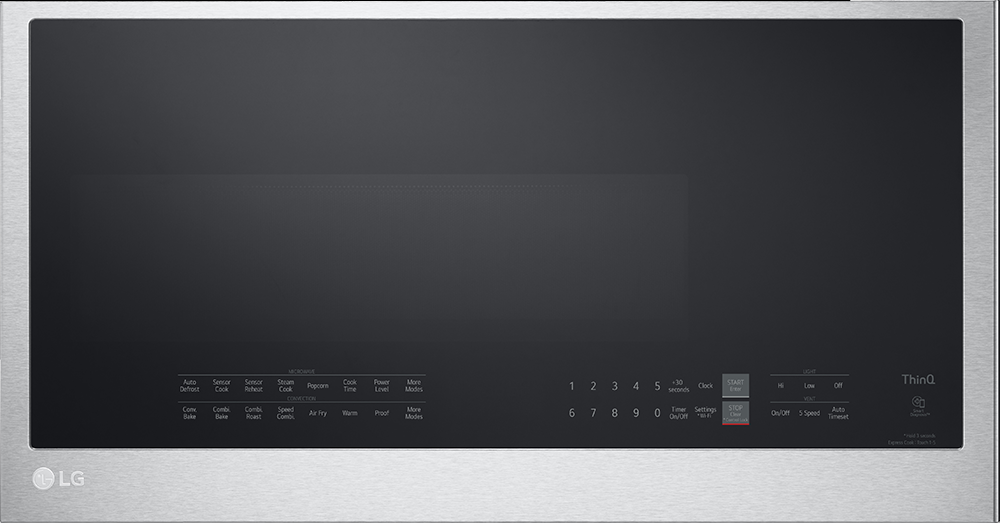 MICROWAVE
Auto Defrost
Sensor Cook
Sensor Reheat
Steam Cook
Popcorn
Cook Time
Power Level
More Modes
CONVECTION
Conv. Bake
Combi. Bake
Combi. Roast
Speed Combi.
Air Fry
Warm
Proof
More Modes
1 2 3 4 5
+30 seconds
Clock
START
Enter
6 7 8 9 0
Timer On/Off
Settings
*Wi-Fi
STOP
Clear
LIGHT
Hi
Low
Off
VENT
On/Off
5 Speed
Auto Timeset
ThinQ
Smart
Diagnosis™
LG